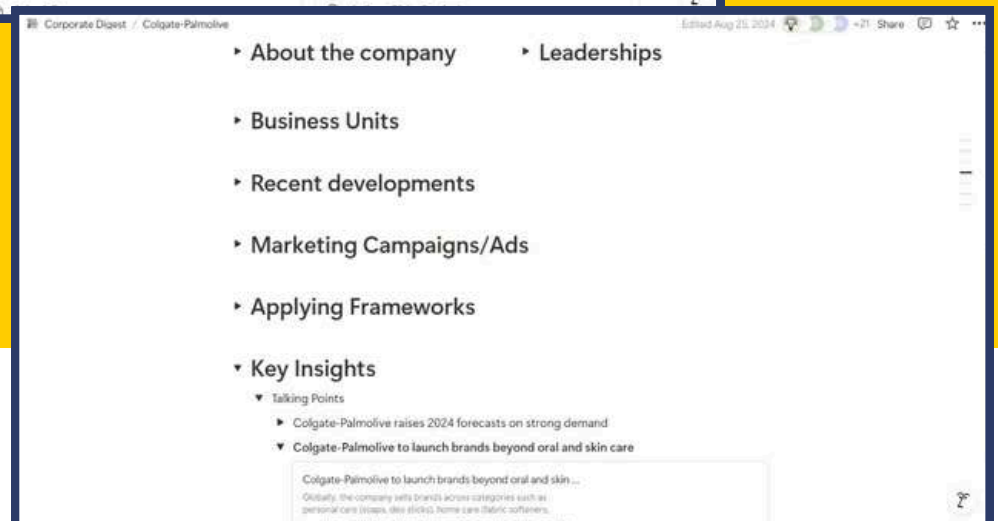 Corporate Digest / Colgate-Palmolive
Edited Aug 25, 2024 +21 Share
About the company Leaderships
Business Units
Recent developments
Marketing Campaigns/Ads
Applying Frameworks
Key Insights
Talking Points
Colgate-Palmolive raises 2024 forecasts on strong demand
Colgate-Palmolive to launch brands beyond oral and skin care
Colgate-Palmolive to launch brands beyond oral and skin ...
Globally, the company sells brands across categories such as
personal care (soaps, deo sticks), home care (fabric softeners,